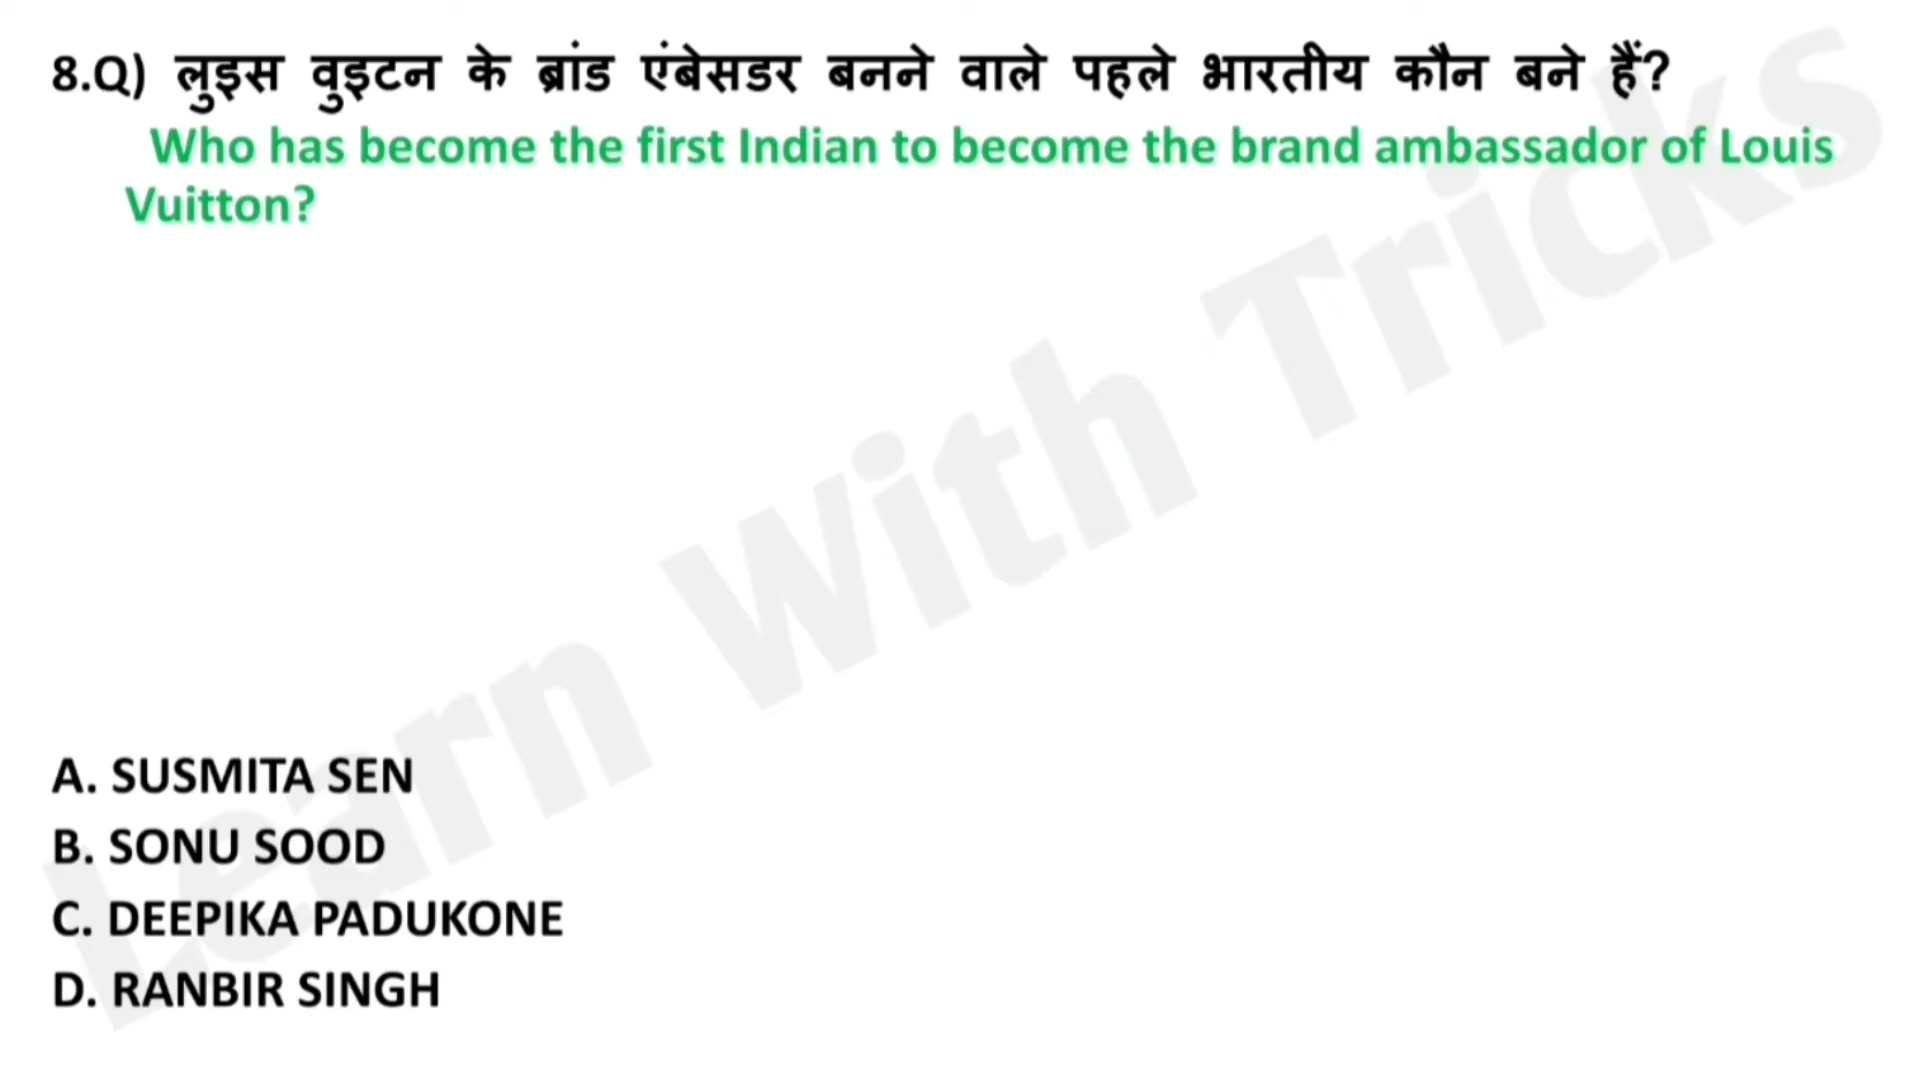 8.Q) लुइस वुइटन के ब्रांड एंबेसडर बनने वाले पहले भारतीय कौन बने हैं?
Who has become the first Indian to become the brand ambassador of Louis
Vuitton?
Learn With Tricks
A. SUSMITA SEN
B. SONU SOOD
C. DEEPIKA PADUKONE
D. RANBIR SINGH